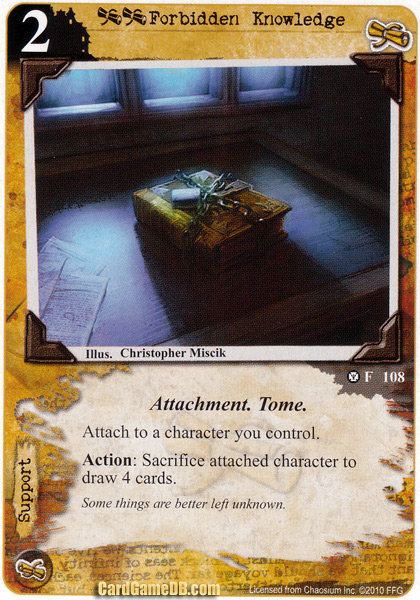 2
Forbidden Knowledge
Illus. Christopher Miscik
F 108
Attachment. Tome.
Attach to a character you control.
Action: Sacrifice attached character to
draw 4 cards.
Some things are better left unknown.
Support
CardGameDB.com
Licensed from Chaosium Inc. ©2010 FFG